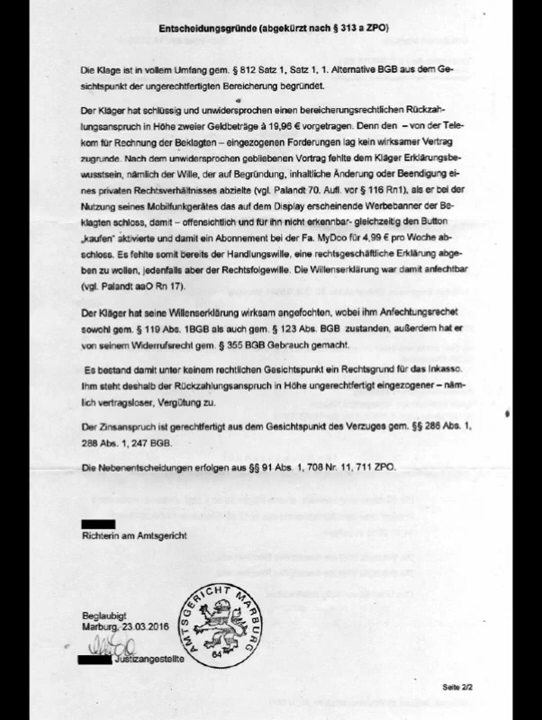 Entscheidungsgründe (abgekürzt nach § 313 a ZPO)
Die Klage ist in vollem Umfang gem. § 812 Satz 1, Satz 1, 1. Alternative BGB aus dem Ge-
sichtspunkt der ungerechtfertigten Bereicherung begründet.
Der Kläger hat schlüssig und unwidersprochen einen bereicherungsrechtlichen Rückzah-
lungsanspruch in Höhe zweier Geldbeträge à 19,96 € vorgetragen. Denn den – von der Tele-
kom für Rechnung der Beklagten – eingezogenen Forderungen lag kein wirksamer Vertrag
zugrunde. Nach dem unwidersprochen gebliebenen Vortrag fehlte dem Kläger Erklärungsbe-
wusstsein, nämlich der Wille, der auf Begründung, inhaltliche Änderung oder Beendigung ei-
nes privaten Rechtsverhältnisses abzielte (vgl. Palandt 70. Aufl. vor § 116 Rn1), als er bei der
Nutzung seines Mobilfunkgerätes das auf dem Display erscheinende Werbebanner der Be-
klagten schloss, damit – offensichtlich und für ihn nicht erkennbar- gleichzeitig den Button
„kaufen" aktivierte und damit ein Abonnement bei der Fa. MyDoo für 4,99 € pro Woche ab-
schloss. Es fehlte somit bereits der Handlungswille, eine rechtsgeschäftliche Erklärung abge-
ben zu wollen, jedenfalls aber der Rechtsfolgewille. Die Willenserklärung war damit anfechtbar
(vgl. Palandt aaO Rn 17).
Der Kläger hat seine Willenserklärung wirksam angefochten, wobei ihm Anfechtungsrechet
sowohl gem. § 119 Abs. 1BGB als auch gem. § 123 Abs. BGB zustanden, außerdem hat er
von seinem Widerrufsrecht gem. § 355 BGB Gebrauch gemacht.
Es bestand damit unter keinem rechtlichen Gesichtspunkt ein Rechtsgrund für das Inkasso.
Ihm steht deshalb der Rückzahlungsanspruch in Höhe ungerechtfertigt eingezogener – näm-
lich vertragsloser, Vergütung zu.
Der Zinsanspruch ist gerechtfertigt aus dem Gesichtspunkt des Verzuges gem. §§ 286 Abs. 1,
288 Abs. 1, 247 BGB.
Die Nebenentscheidungen erfolgen aus §§ 91 Abs. 1, 708 Nr. 11, 711 ZPO.
Richterin am Amtsgericht
Beglaubigt
Marburg, 23.03.2016
Justizangestellte
AMTSGERICHT MARBURG
64
Seite 2/2